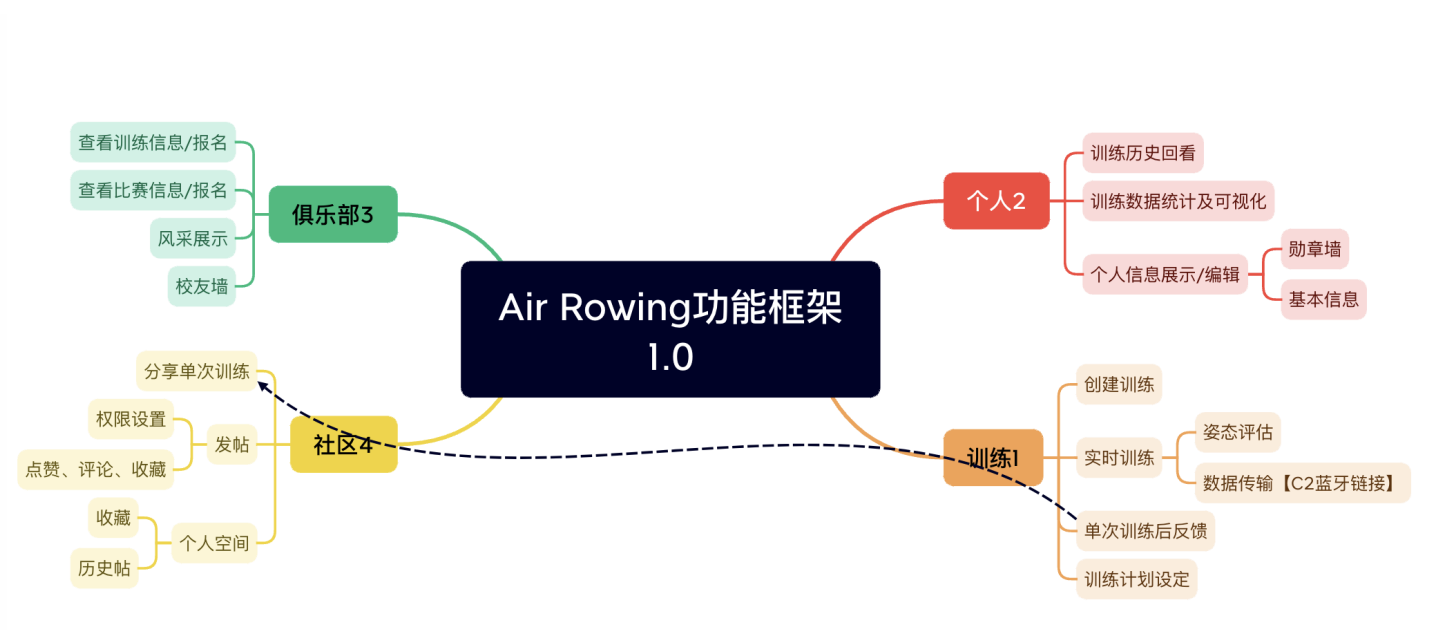 Air Rowing功能框架
1.0
俱乐部3
查看训练信息/报名
查看比赛信息/报名
风采展示
校友墙
社区4
分享单次训练
发帖
权限设置
点赞、评论、收藏
个人空间
收藏
历史帖
个人2
训练历史回看
训练数据统计及可视化
个人信息展示/编辑
勋章墙
基本信息
训练1
创建训练
实时训练
姿态评估
数据传输【C2蓝牙链接】
单次训练后反馈
训练计划设定